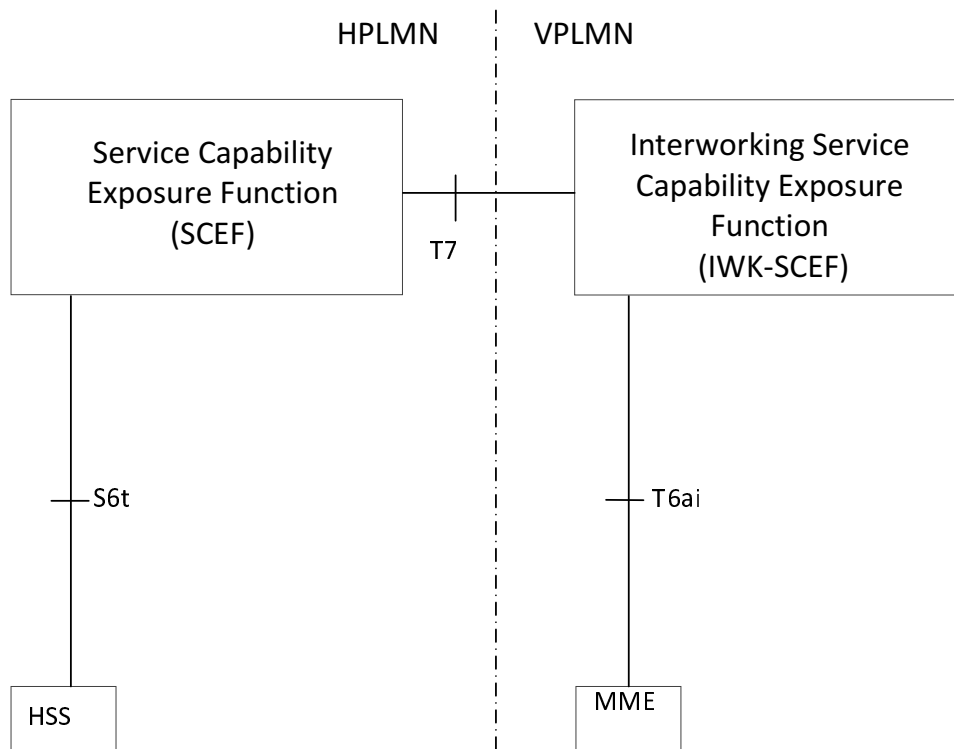 HPLMN
VPLMN
Service Capability
Exposure Function
(SCEF)
Interworking Service
Capability Exposure
Function
(IWK-SCEF)
T7
S6t
T6ai
HSS
MME